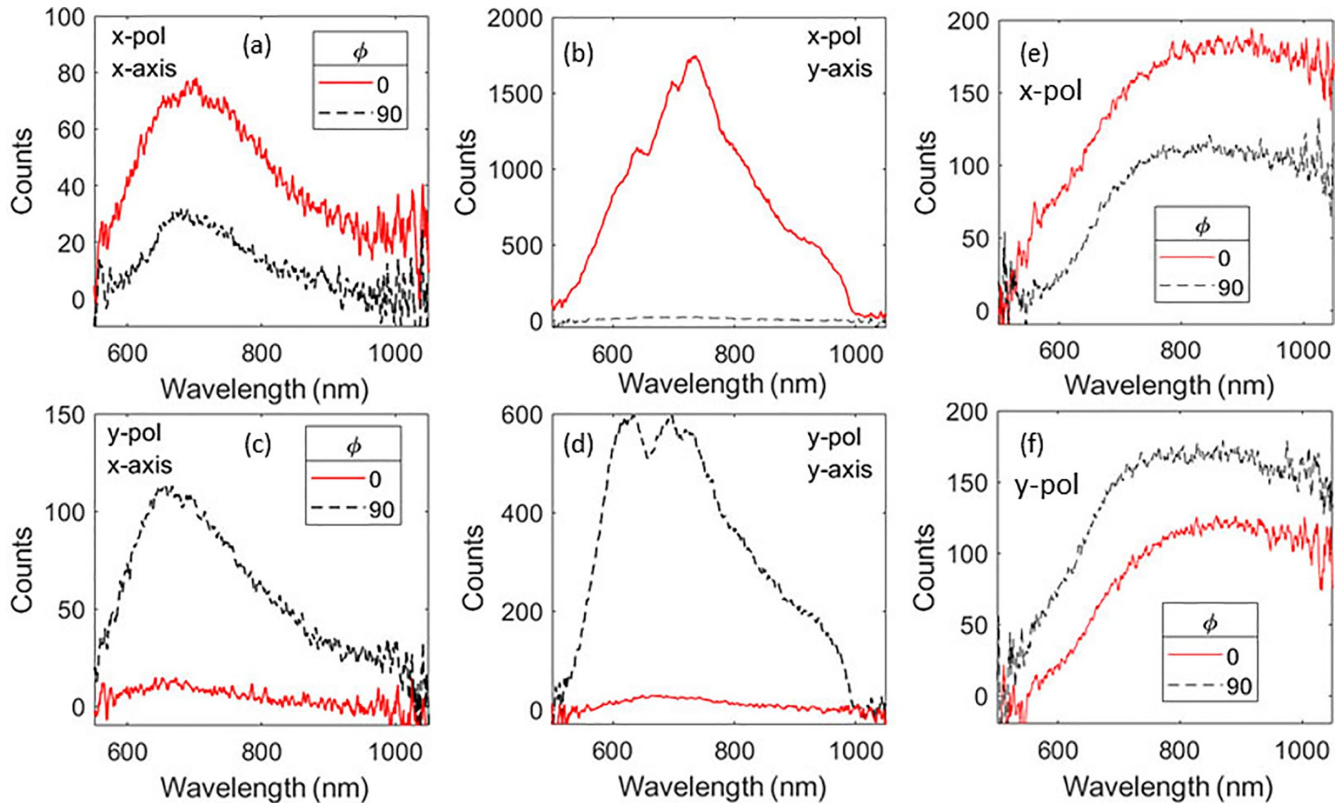 100
80
60
40
20
0
Counts
x-pol
x-axis
(a)
ϕ
0
90
600
800
1000
Wavelength (nm)
2000
1500
1000
500
0
Counts
(b)
x-pol
y-axis
600
800
1000
Wavelength (nm)
200
150
100
50
0
Counts
(e)
x-pol
ϕ
0
90
600
800
1000
Wavelength (nm)
150
100
50
0
Counts
y-pol
x-axis
(c)
ϕ
0
90
600
800
1000
Wavelength (nm)
600
400
200
0
Counts
(d)
y-pol
y-axis
600
800
1000
Wavelength (nm)
200
150
100
50
0
Counts
(f)
y-pol
ϕ
0
90
600
800
1000
Wavelength (nm)